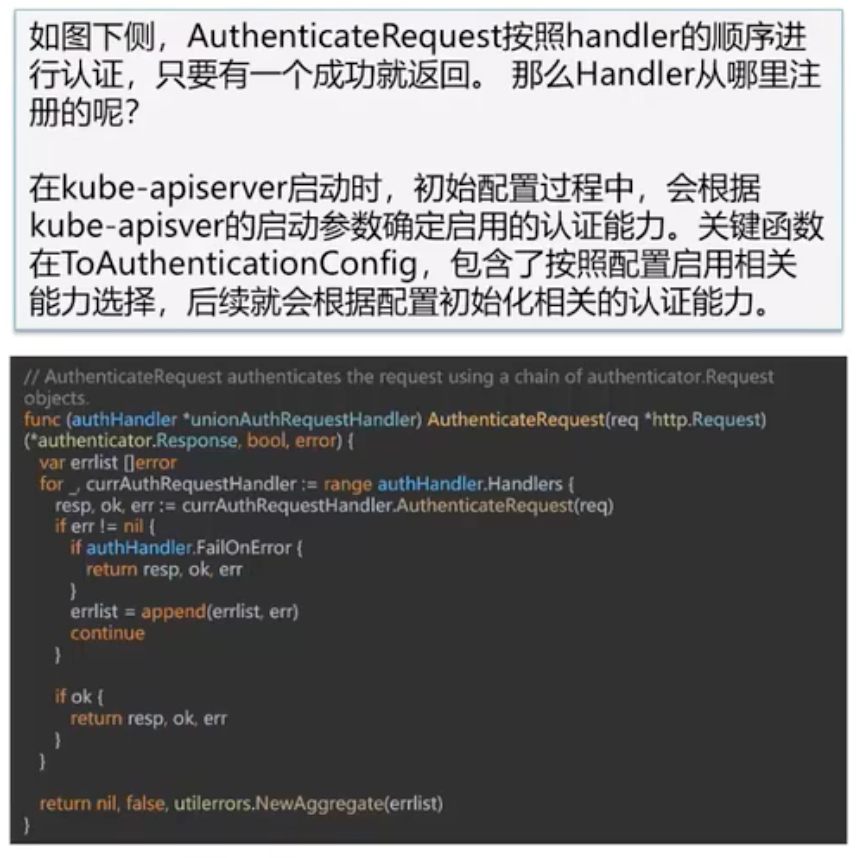 如图下侧，AuthenticateRequest按照handler的顺序进
行认证，只要有一个成功就返回。 那么Handler从哪里注
册的呢？
在kube-apiserver启动时，初始配置过程中，会根据
kube-apisver的启动参数确定启用的认证能力。关键函数
在ToAuthenticationConfig，包含了按照配置启用相关
能力选择，后续就会根据配置初始化相关的认证能力。
// AuthenticateRequest authenticates the request using a chain of authenticator.Request
objects.
func (authHandler *unionAuthRequestHandler) AuthenticateRequest(req *http.Request)
(*authenticator.Response, bool, error) {
var errlist []error
for _, currAuthRequestHandler := range authHandler.Handlers {
resp, ok, err := currAuthRequestHandler.AuthenticateRequest(req)
if err != nil {
if authHandler.FailOnError {
return resp, ok, err
}
errlist = append(errlist, err)
continue
}
if ok {
return resp, ok, err
}
}
return nil, false, utilerrors.NewAggregate(errlist)
}